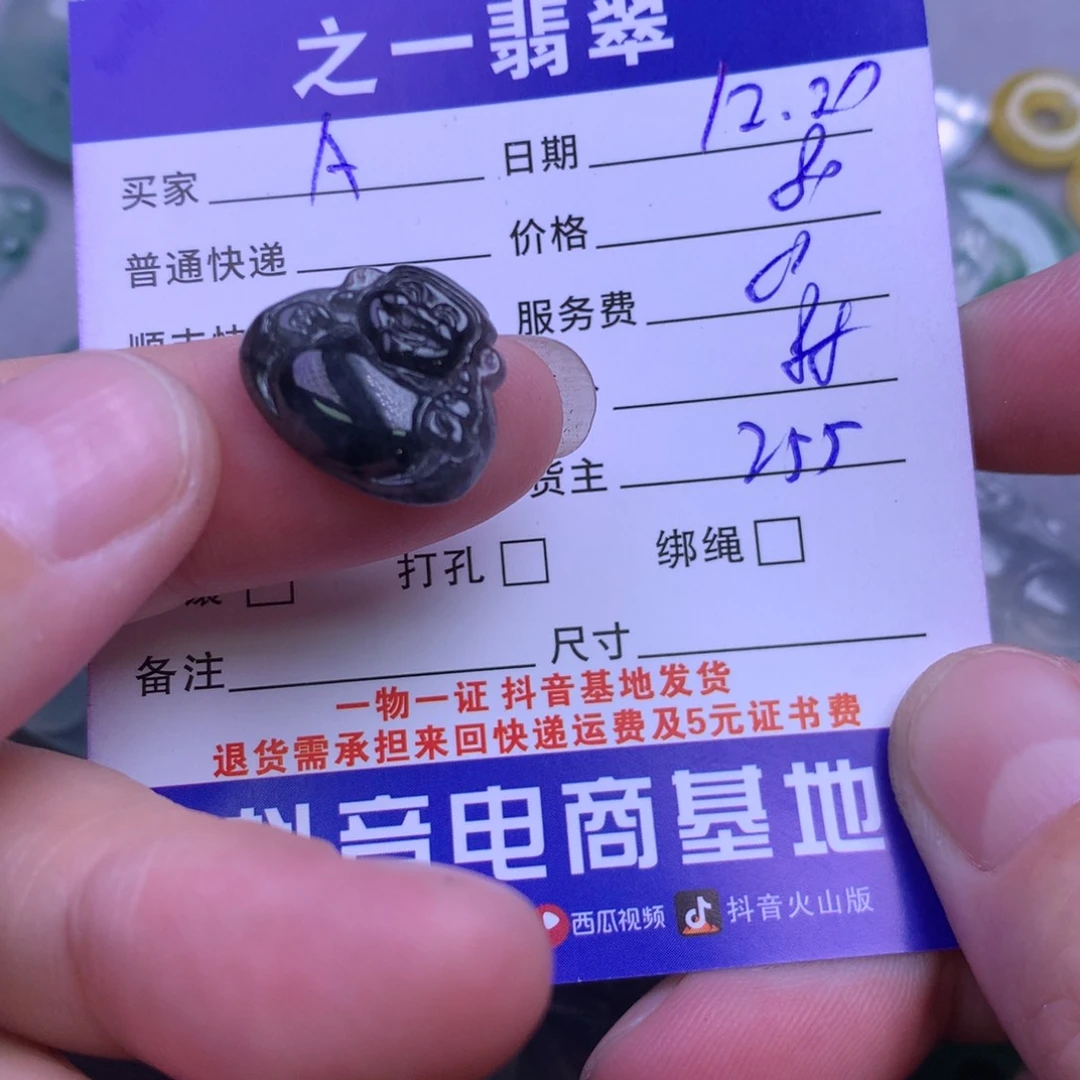 之一翡翠
买家 A 日期 12.20
普通快递 价格
服务费
货主 255
打孔 □ 绑绳 □
备注 尺寸
一物一证 抖音基地发货
退货需承担来回快递运费及5元证书费
抖音电商基地
西瓜视频 抖音火山版